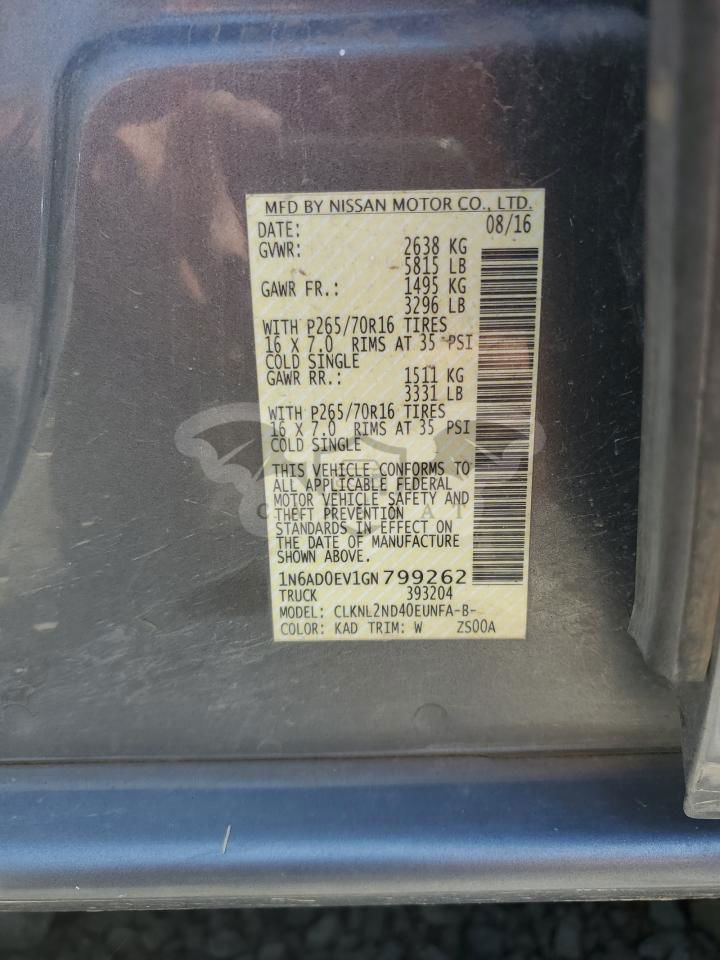 MFD BY NISSAN MOTOR CO., LTD.
DATE: 08/16
GVWR: 2638 KG
5815 LB
GAWR FR.: 1495 KG
3296 LB
WITH P265/70R16 TIRES
16 X 7.0 RIMS AT 35 PSI
COLD SINGLE
GAWR RR.: 1511 KG
3331 LB
WITH P265/70R16 TIRES
16 X 7.0 RIMS AT 35 PSI
COLD SINGLE
THIS VEHICLE CONFORMS TO
ALL APPLICABLE FEDERAL
MOTOR VEHICLE SAFETY AND
THEFT PREVENTION
STANDARDS IN EFFECT ON
THE DATE OF MANUFACTURE
SHOWN ABOVE.
1N6AD0EV1GN799262
TRUCK 393204
MODEL: CLKNL2ND40EUNFA-B-
COLOR: KAD TRIM: W ZS00A